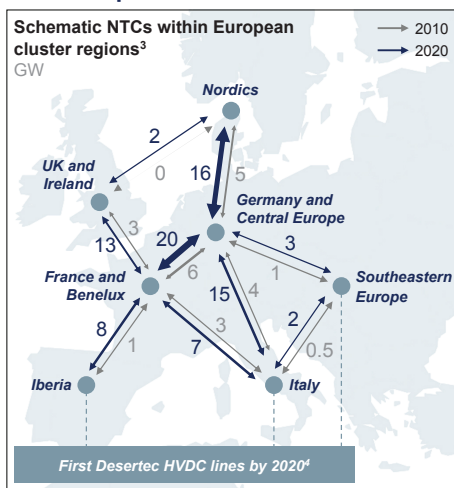 Schematic NTCs within European
cluster regions³
GW
2010
2020
Nordics
2
0
16
5
UK and
Ireland
Germany and
Central Europe
3
13
20
6
3
1
France and
Benelux
15
4
Southeastern
Europe
8
1
3
7
2
0.5
Iberia
Italy
First Desertec HVDC lines by 2020⁴